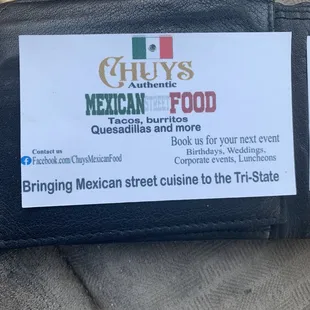 CHUYS
Authentic
MEXICAN STREET FOOD
Tacos, burritos
Quesadillas and more
Book us for your next event
Birthdays, Weddings,
Corporate events, Luncheons
Contact us
Facebook.com/ChuysMexicanFood
Bringing Mexican street cuisine to the Tri-State